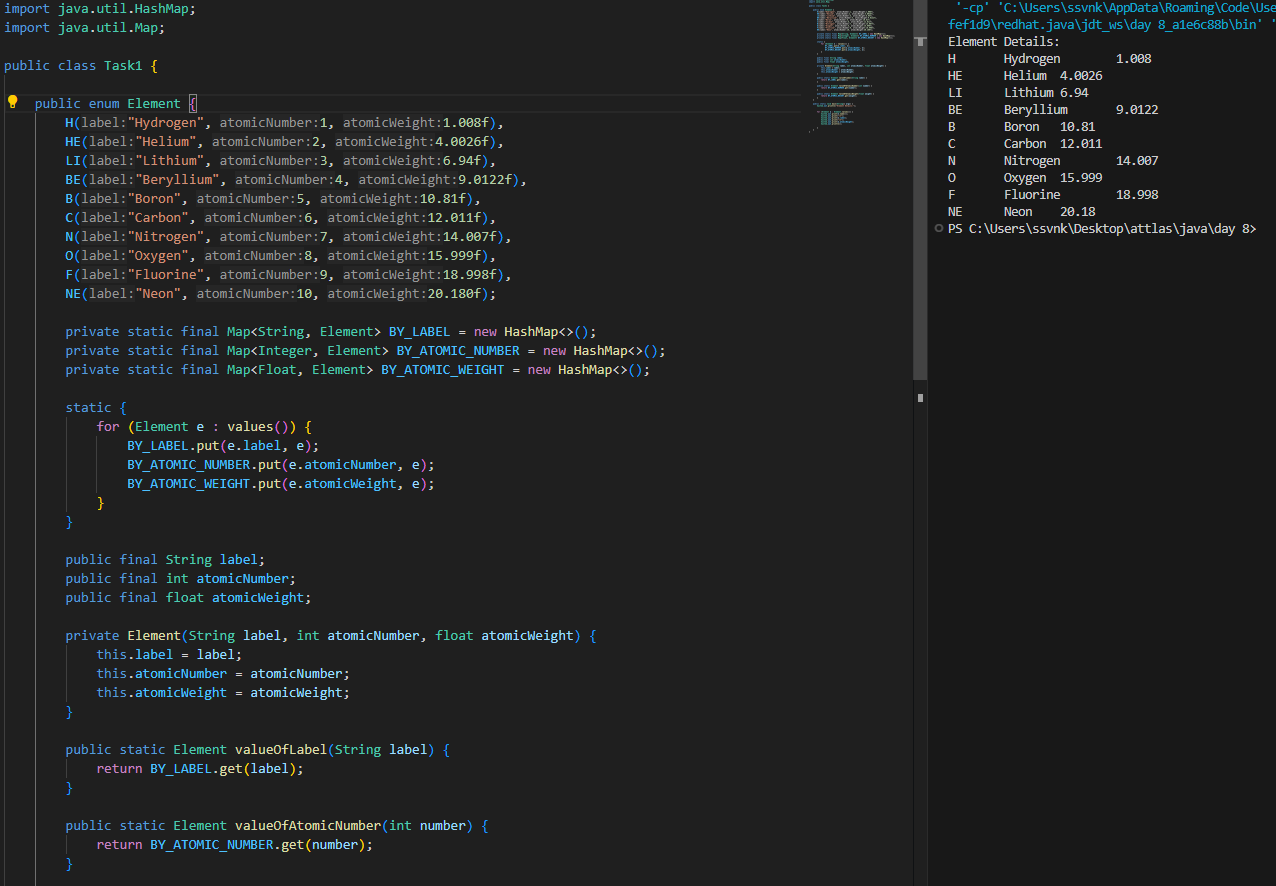 import java.util.HashMap;
import java.util.Map;
public class Task1 {
public enum Element {
H(label:"Hydrogen", atomicNumber:1, atomicWeight:1.008f),
HE(label:"Helium", atomicNumber:2, atomicWeight:4.0026f),
LI(label:"Lithium", atomicNumber:3, atomicWeight:6.94f),
BE(label:"Beryllium", atomicNumber:4, atomicWeight:9.0122f),
B(label:"Boron", atomicNumber:5, atomicWeight:10.81f),
C(label:"Carbon", atomicNumber:6, atomicWeight:12.011f),
N(label:"Nitrogen", atomicNumber:7, atomicWeight:14.007f),
O(label:"Oxygen", atomicNumber:8, atomicWeight:15.999f),
F(label:"Fluorine", atomicNumber:9, atomicWeight:18.998f),
NE(label:"Neon", atomicNumber:10, atomicWeight:20.180f);
private static final Map<String, Element> BY_LABEL = new HashMap<>();
private static final Map<Integer, Element> BY_ATOMIC_NUMBER = new HashMap<>();
private static final Map<Float, Element> BY_ATOMIC_WEIGHT = new HashMap<>();
static {
for (Element e : values()) {
BY_LABEL.put(e.label, e);
BY_ATOMIC_NUMBER.put(e.atomicNumber, e);
BY_ATOMIC_WEIGHT.put(e.atomicWeight, e);
}
}
public final String label;
public final int atomicNumber;
public final float atomicWeight;
private Element(String label, int atomicNumber, float atomicWeight) {
this.label = label;
this.atomicNumber = atomicNumber;
this.atomicWeight = atomicWeight;
}
public static Element valueOfLabel(String label) {
return BY_LABEL.get(label);
}
public static Element valueOfAtomicNumber(int number) {
return BY_ATOMIC_NUMBER.get(number);
}
'-cp' 'C:\Users\ssvnk\AppData\Roaming\Code\Use
fef1d9\redhat.java\jdt_ws\day 8_a1e6c88b\bin' '
Element Details:
H Hydrogen 1.008
HE Helium 4.0026
LI Lithium 6.94
BE Beryllium 9.0122
B Boron 10.81
C Carbon 12.011
N Nitrogen 14.007
O Oxygen 15.999
F Fluorine 18.998
NE Neon 20.18
PS C:\Users\ssvnk\Desktop\attlas\java\day 8>